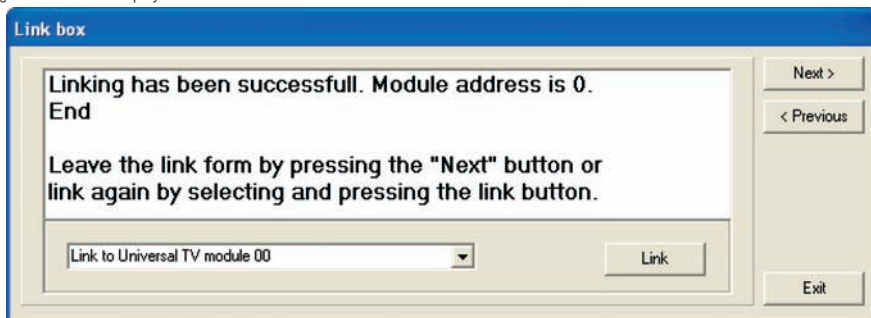 Link box
Linking has been successfull. Module address is 0.
End
Leave the link form by pressing the "Next" button or
link again by selecting and pressing the link button.
Link to Universal TV module 00
Link
Next >
< Previous
Exit